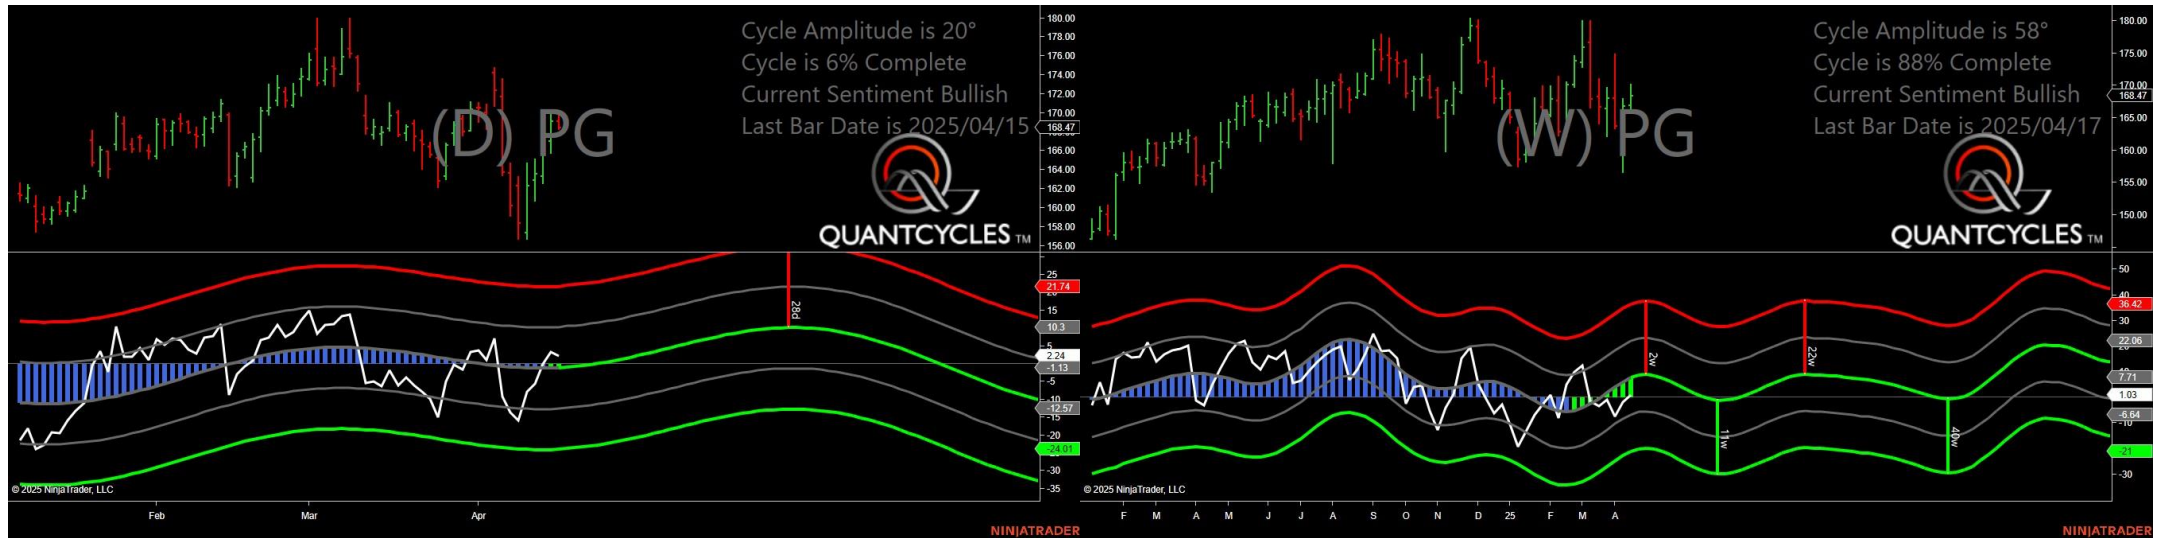 Cycle Amplitude is 20°
Cycle is 6% Complete
Current Sentiment Bullish
Last Bar Date is 2025/04/15
(D) PG
QUANTCYCLES TM
180.00
178.00
176.00
174.00
172.00
170.00
168.47
166.00
164.00
162.00
160.00
158.00
156.00
28d
25
21.74
15
10.3
5
2.24
-1.13
-5
-10
-12.57
-15
-20
-24.01
-30
-35
© 2025 NinjaTrader, LLC
Feb Mar Apr
NINJATRADER
Cycle Amplitude is 58°
Cycle is 88% Complete
Current Sentiment Bullish
Last Bar Date is 2025/04/17
(W) PG
QUANTCYCLES TM
180.00
175.00
170.00
168.47
165.00
160.00
155.00
150.00
2w
22w
11w
40w
50
40
36.42
30
22.06
20
7.71
1.03
-6.64
-10
-21
-30
© 2025 NinjaTrader, LLC
F M A M J J A S O N D 25 F M A
NINJATRADER